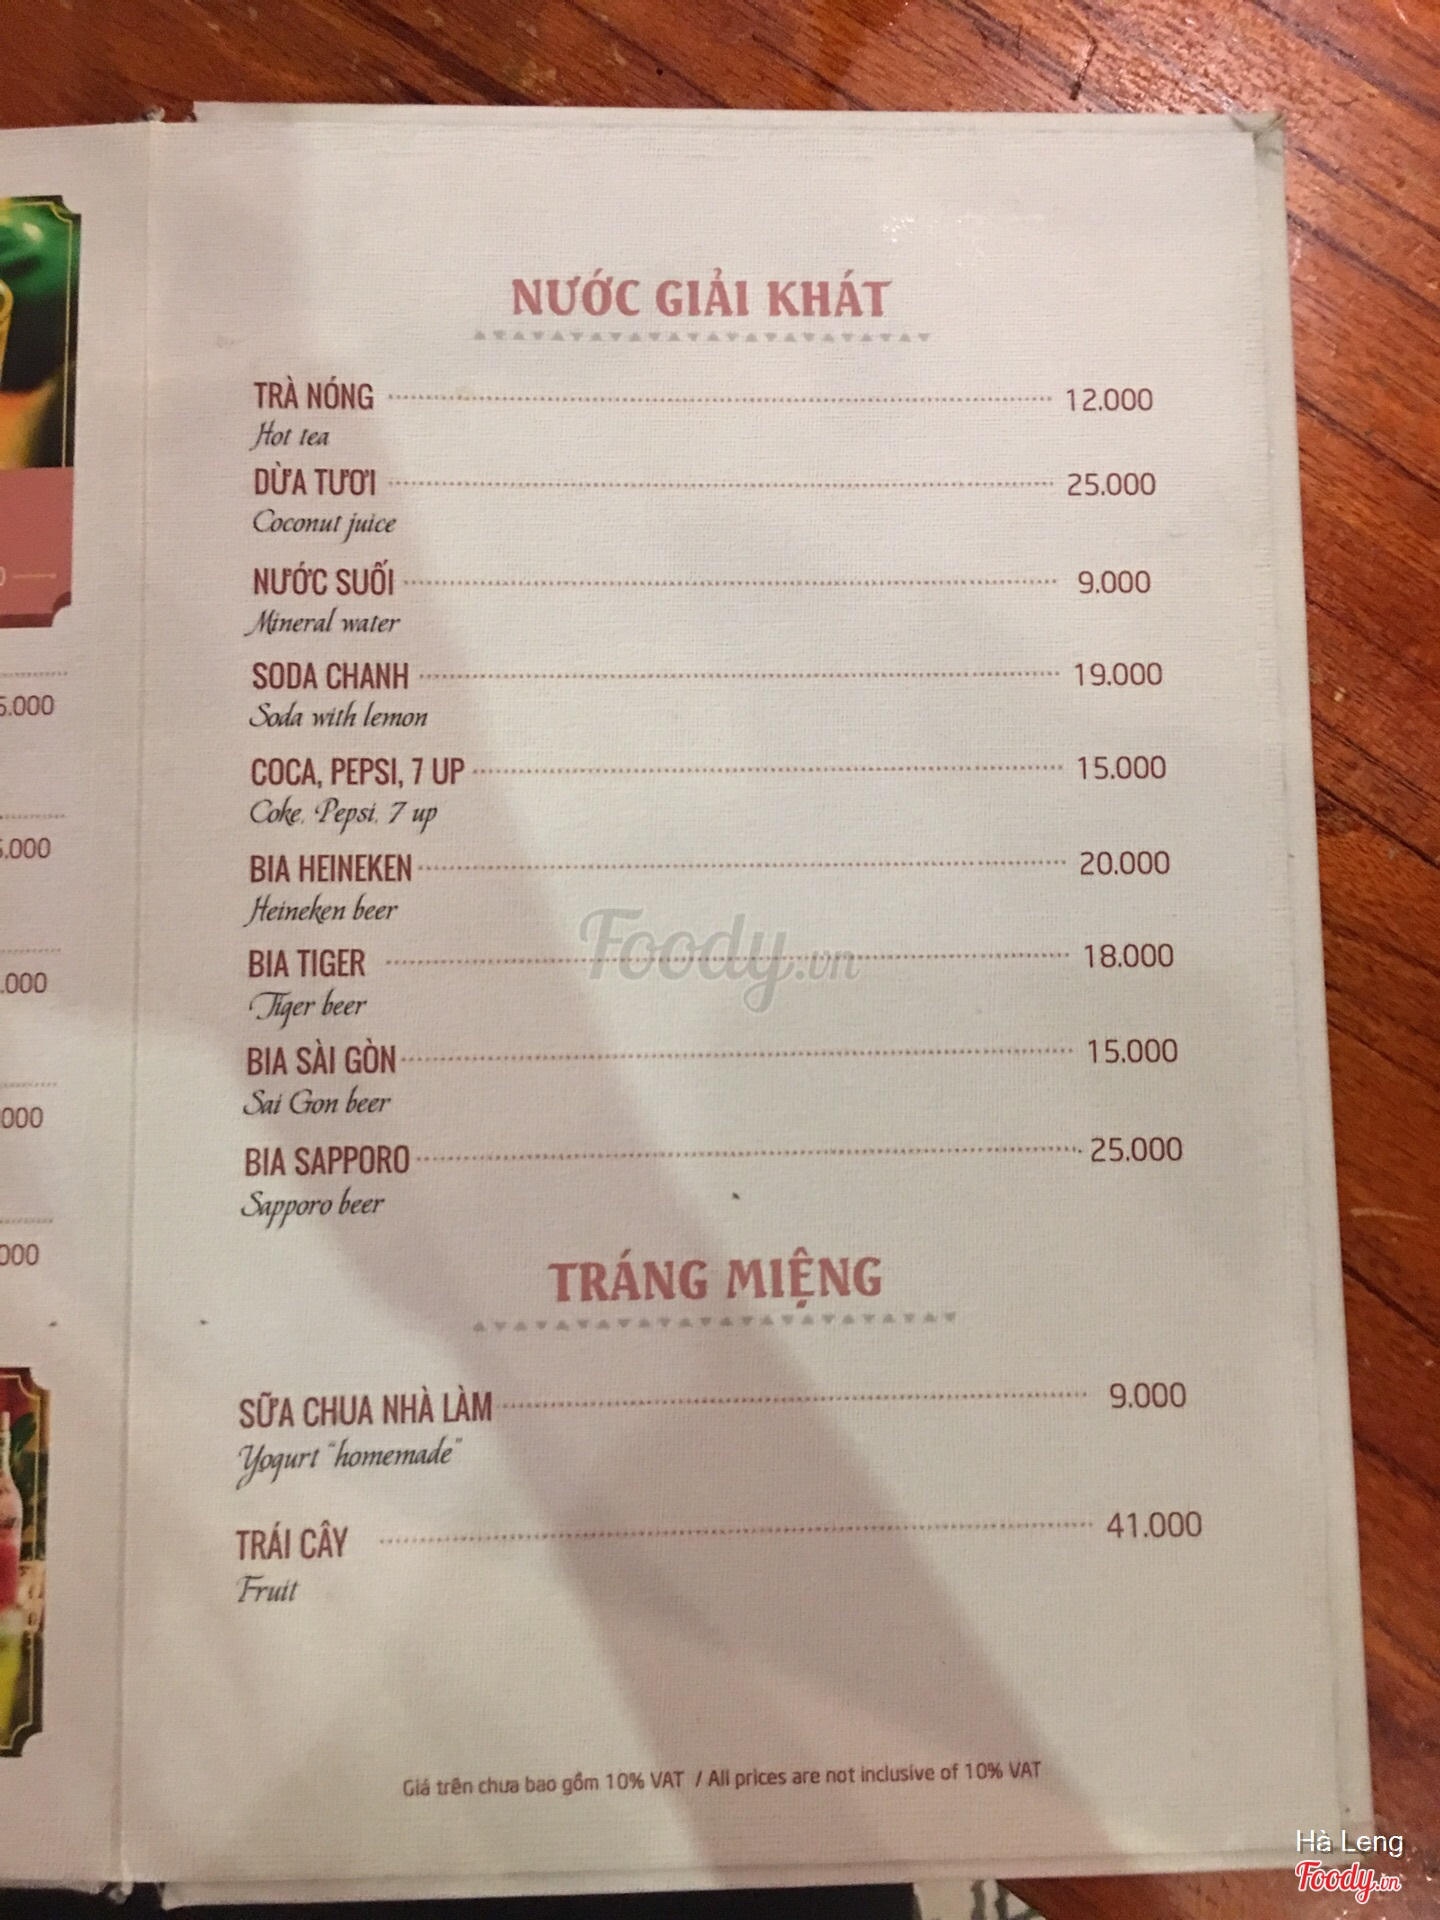 NƯỚC GIẢI KHÁT
TRÀ NÓNG 12.000
Hot tea
DỪA TƯƠI 25.000
Coconut juice
NƯỚC SUỐI 9.000
Mineral water
SODA CHANH 19.000
Soda with lemon
COCA, PEPSI, 7 UP 15.000
Coke, Pepsi, 7 up
BIA HEINEKEN 20.000
Heineken beer
BIA TIGER 18.000
Tiger beer
BIA SÀI GÒN 15.000
Sai Gon beer
BIA SAPPORO 25.000
Sapporo beer
TRÁNG MIỆNG
SỮA CHUA NHÀ LÀM 9.000
Yogurt "homemade"
TRÁI CÂY 41.000
Fruit
Giá trên chưa bao gồm 10% VAT / All prices are not inclusive of 10% VAT
Foody.vn
Hà Leng
Foody.vn